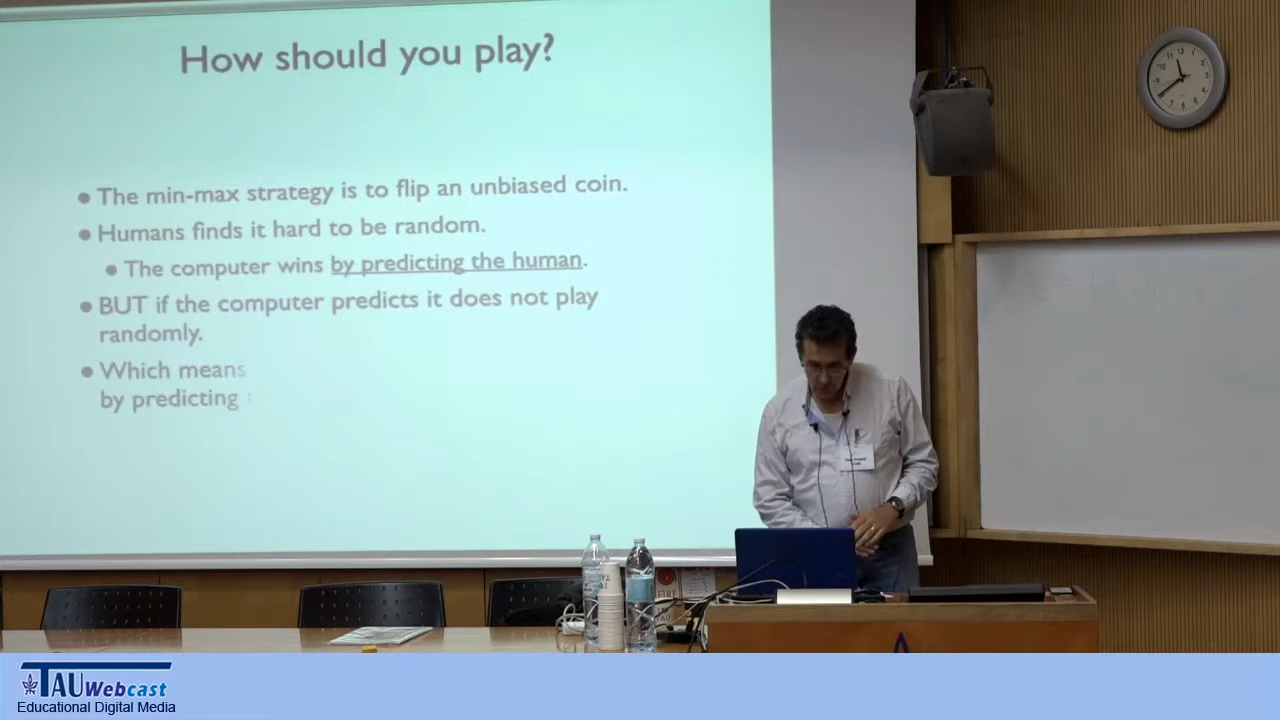 How should you play?
The min-max strategy is to flip an unbiased coin.
Humans finds it hard to be random.
The computer wins by predicting the human.
BUT if the computer predicts it does not play
randomly.
Which means
by predicting
12
TAU Webcast
Educational Digital Media